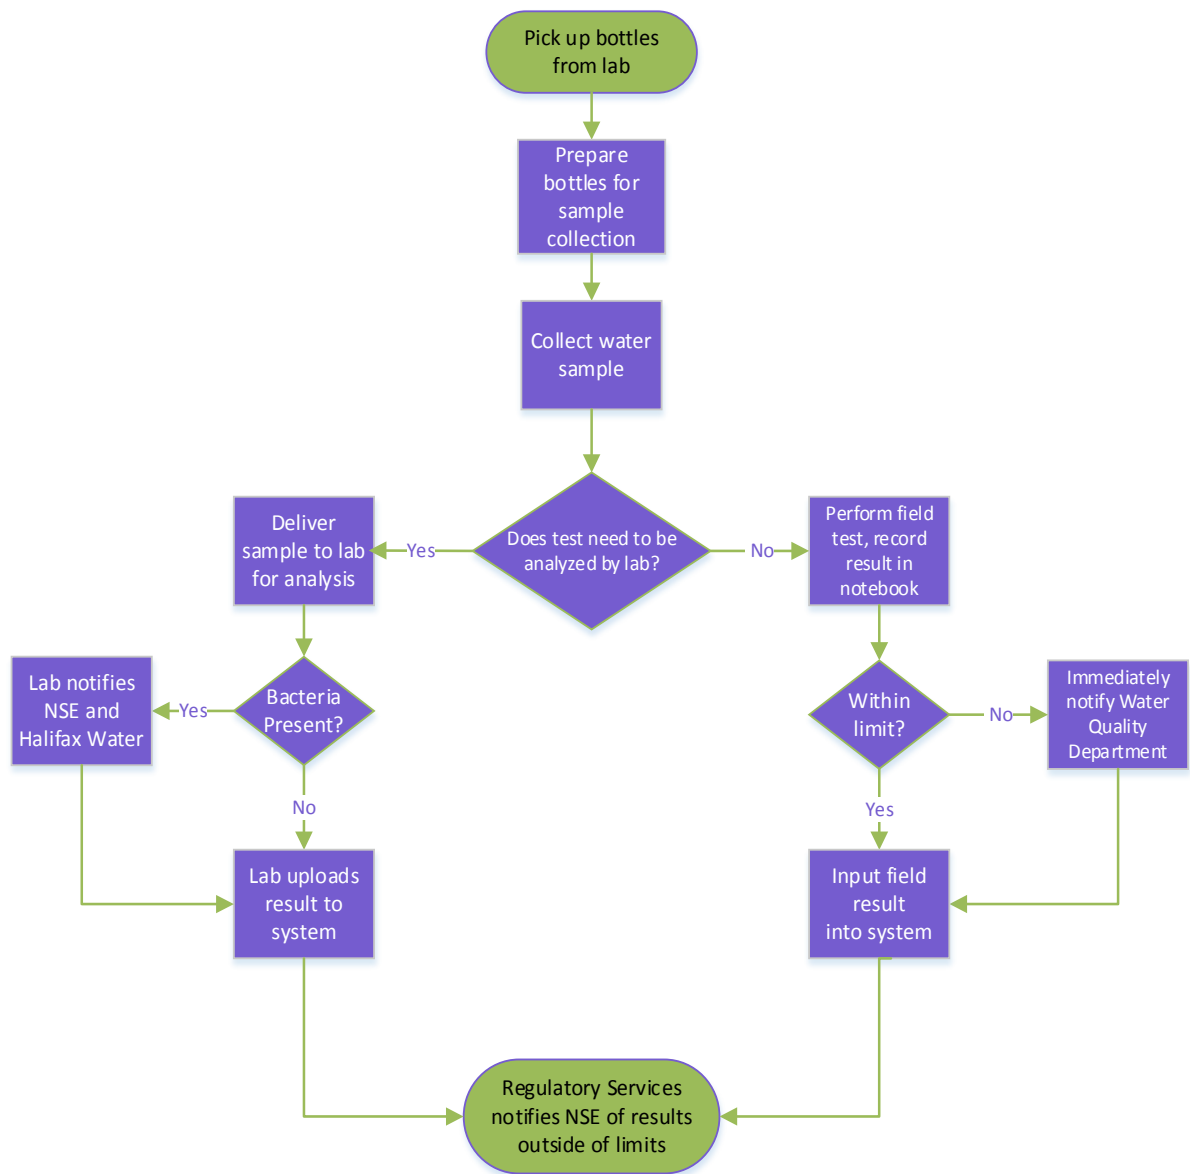 Pick up bottles
from lab
Prepare
bottles for
sample
collection
Collect water
sample
Does test need to be
analyzed by lab?
Yes
No
Deliver
sample to lab
for analysis
Perform field
test, record
result in
notebook
Lab notifies
NSE and
Halifax Water
Yes
Bacteria
Present?
No
Within
limit?
No
Immediately
notify Water
Quality
Department
Yes
Lab uploads
result to
system
Input field
result
into system
Regulatory Services
notifies NSE of results
outside of limits